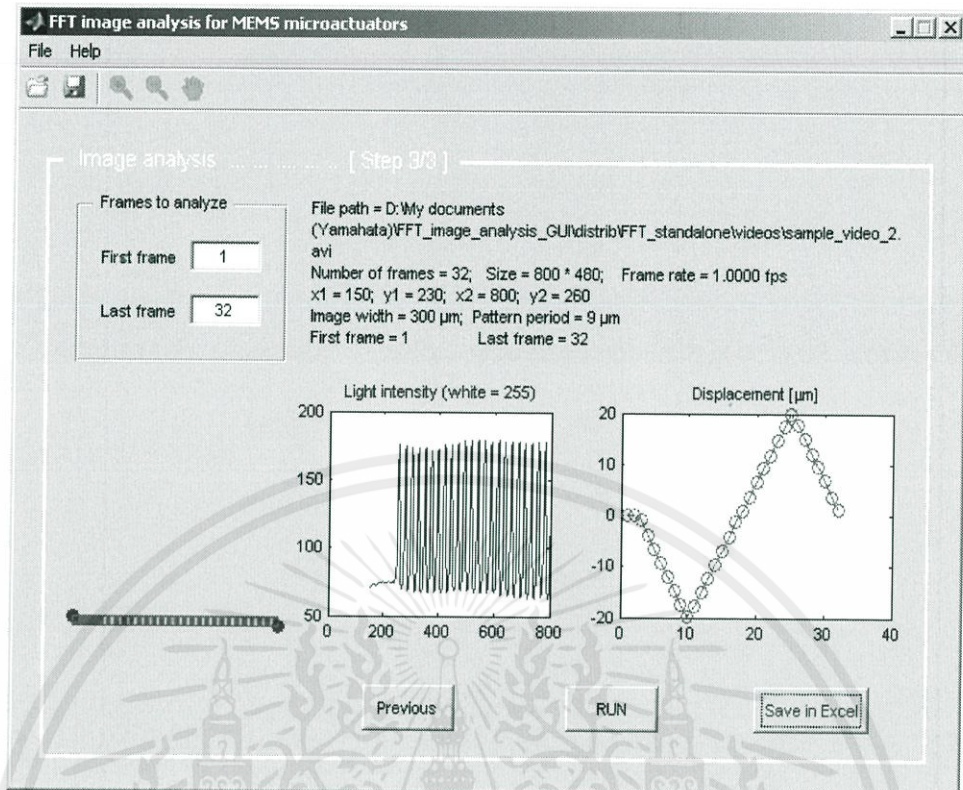 FFT image analysis for MEMS microactuators
File Help
Image analysis ... ... .... .. .. [ Step 3/3 ]
Frames to analyze
First frame 1
Last frame 32
File path = D:\My documents
(Yamahata)\FFT_image_analysis_GUI\distrib\FFT_standalone\videos\sample_video_2.
avi
Number of frames = 32; Size = 800 * 480; Frame rate = 1.0000 fps
x1 = 150; y1 = 230; x2 = 800; y2 = 260
Image width = 300 µm; Pattern period = 9 µm
First frame = 1 Last frame = 32
Light intensity (white = 255)
200
150
100
50
0 200 400 600 800
Displacement [µm]
20
10
0
-10
-20
0 10 20 30 40
Previous
RUN
Save in Excel